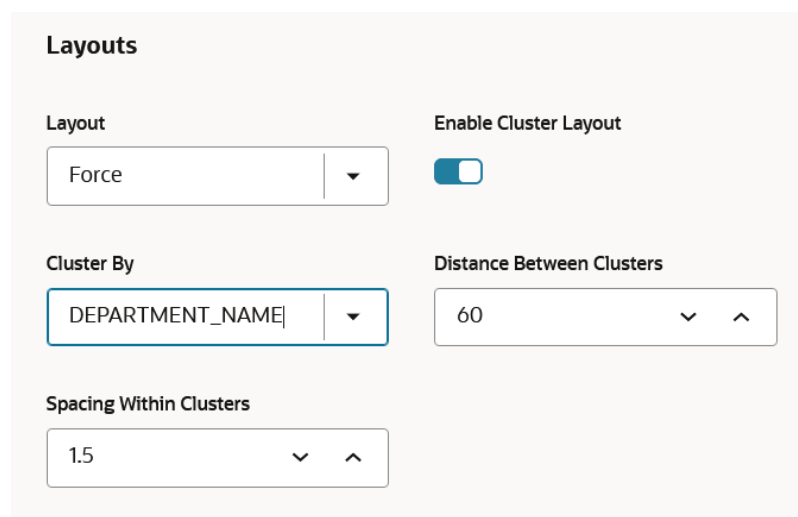 Layouts
Layout
Enable Cluster Layout
Force
Cluster By
Distance Between Clusters
DEPARTMENT_NAME
60
Spacing Within Clusters
1.5